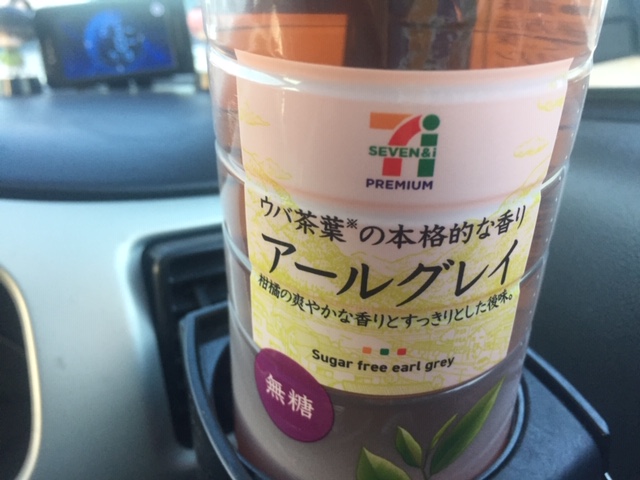 SEVEN&i
PREMIUM
ウバ茶葉※の本格的な香り
アールグレイ
柑橘の爽やかな香りとすっきりとした後味。
Sugar free earl grey
無糖